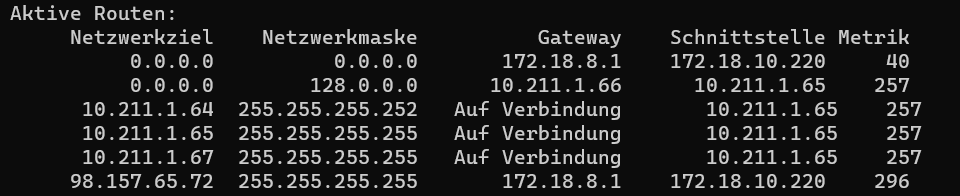 Aktive Routen:
Netzwerkziel Netzwerkmaske Gateway Schnittstelle Metrik
0.0.0.0 0.0.0.0 172.18.8.1 172.18.10.220 40
0.0.0.0 128.0.0.0 10.211.1.66 10.211.1.65 257
10.211.1.64 255.255.255.252 Auf Verbindung 10.211.1.65 257
10.211.1.65 255.255.255.255 Auf Verbindung 10.211.1.65 257
10.211.1.67 255.255.255.255 Auf Verbindung 10.211.1.65 257
98.157.65.72 255.255.255.255 172.18.8.1 172.18.10.220 296